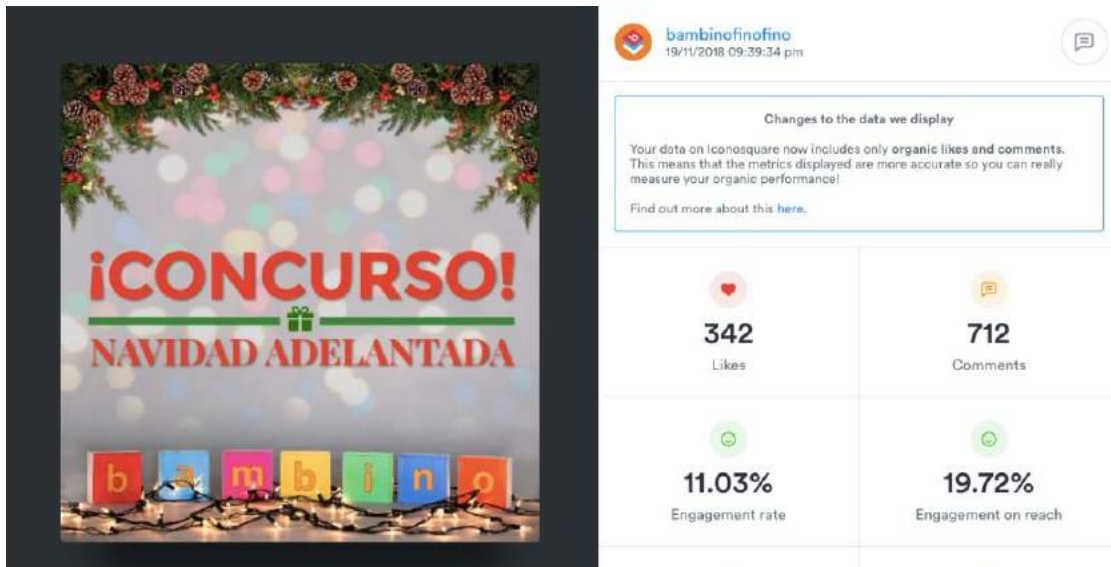 ¡CONCURSO!
NAVIDAD ADELANTADA
bambino
bambinofinofino
19/11/2018 09:39:34 pm
Changes to the data we display
Your data on Iconosquare now includes only organic likes and comments.
This means that the metrics displayed are more accurate so you can really
measure your organic performance!
Find out more about this here.
342
Likes
712
Comments
11.03%
Engagement rate
19.72%
Engagement on reach